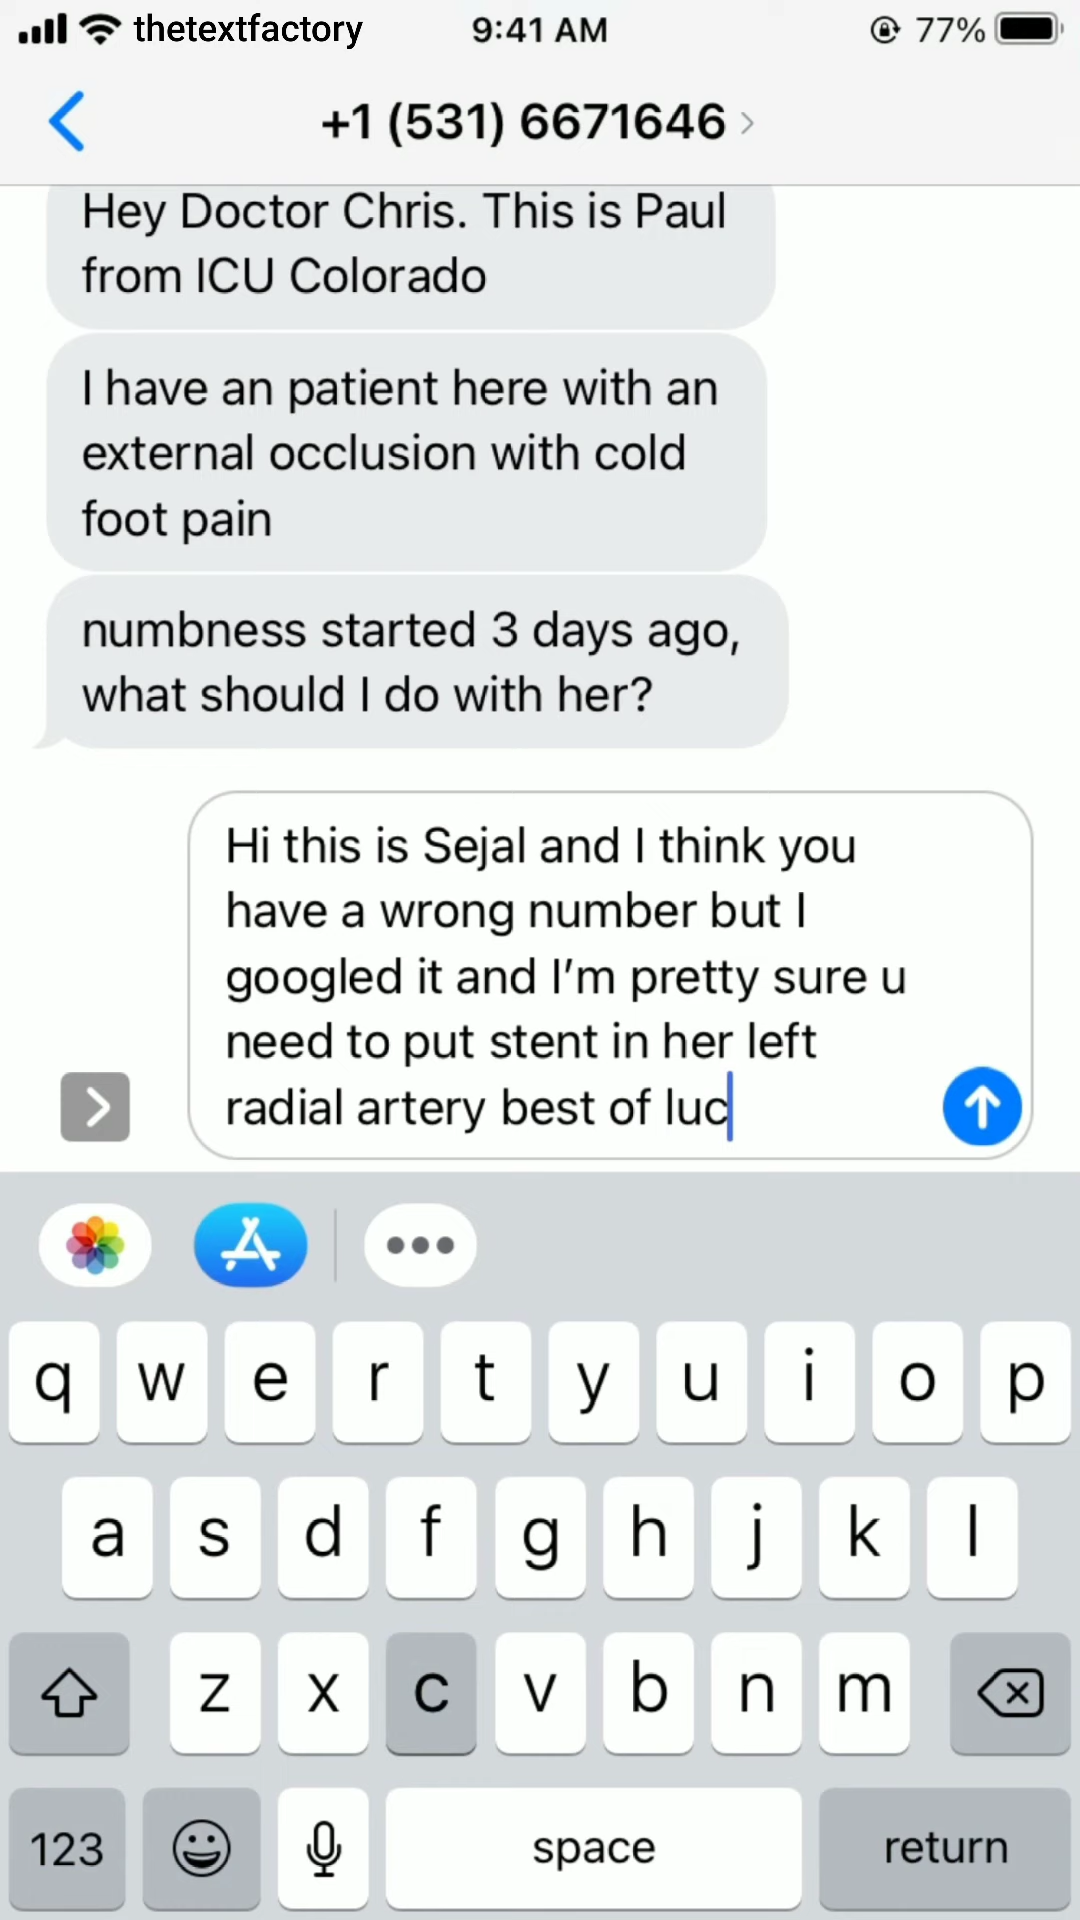 thetextfactory 9:41 AM 77%
+1 (531) 6671646
Hey Doctor Chris. This is Paul
from ICU Colorado
I have an patient here with an
external occlusion with cold
foot pain
numbness started 3 days ago,
what should I do with her?
Hi this is Sejal and I think you
have a wrong number but I
googled it and I'm pretty sure u
need to put stent in her left
radial artery best of luc
q w e r t y u i o p
a s d f g h j k l
z x c v b n m
123 space return